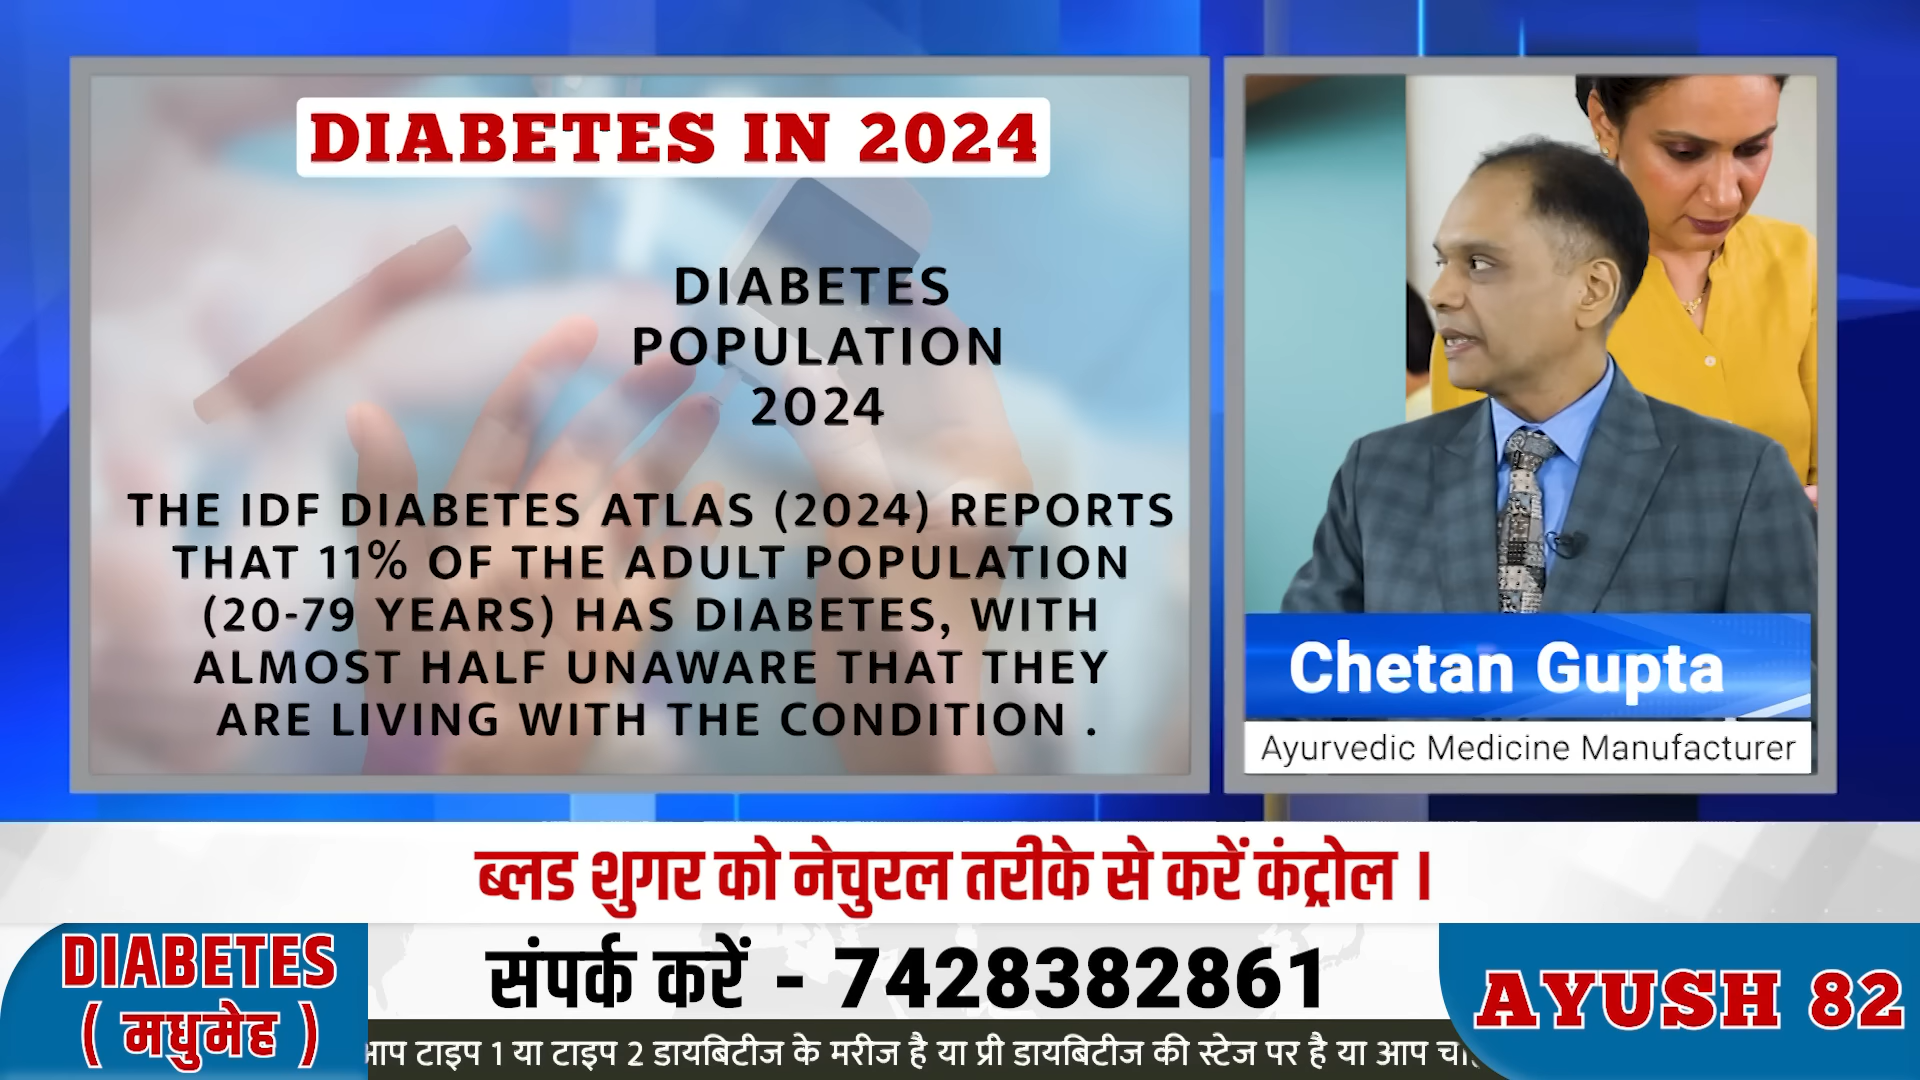 DIABETES IN 2024
DIABETES
POPULATION
2024
THE IDF DIABETES ATLAS (2024) REPORTS
THAT 11% OF THE ADULT POPULATION
(20-79 YEARS) HAS DIABETES, WITH
ALMOST HALF UNAWARE THAT THEY
ARE LIVING WITH THE CONDITION .
Chetan Gupta
Ayurvedic Medicine Manufacturer
ब्लड शुगर को नेचुरल तरीके से करें कंट्रोल ।
DIABETES
( मधुमेह )
संपर्क करें - 7428382861
AYUSH 82
आप टाइप 1 या टाइप 2 डायबिटीज के मरीज है या प्री डायबिटीज की स्टेज पर है या आप